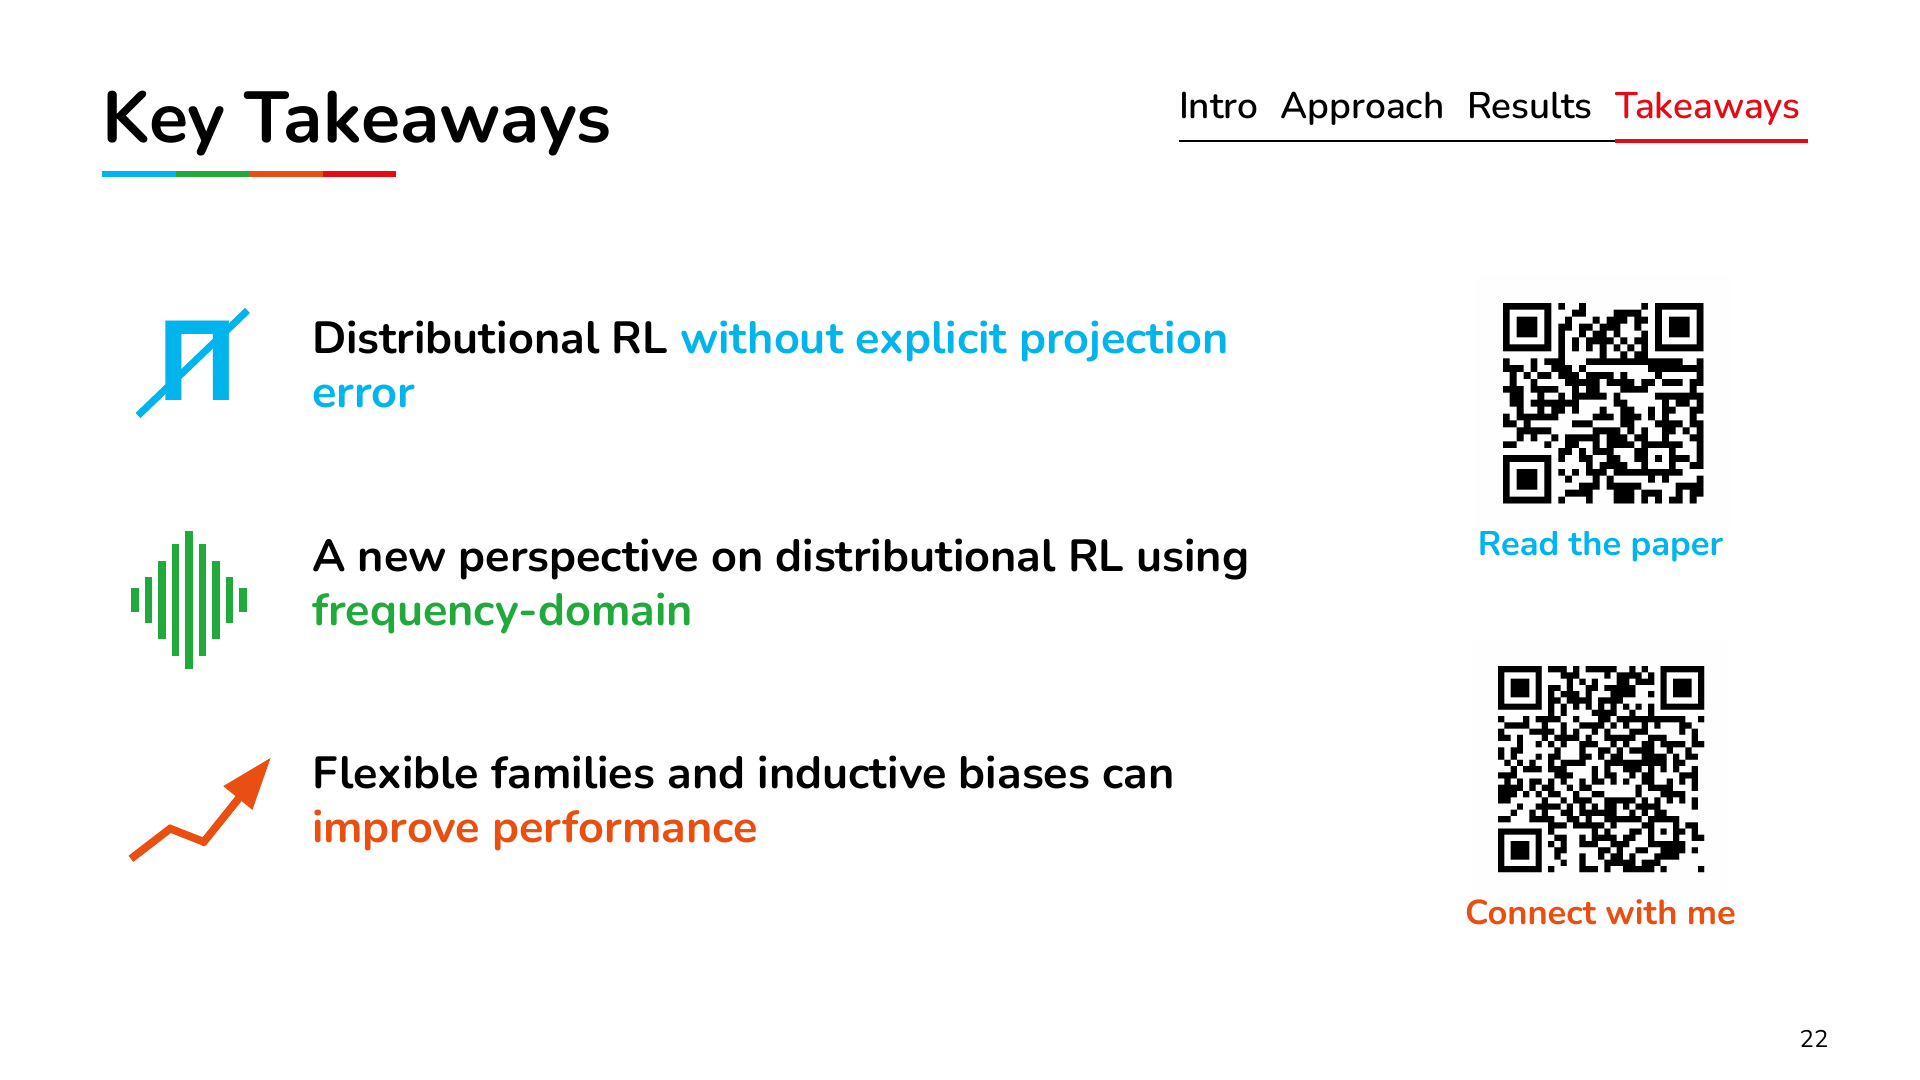 Key Takeaways
Intro Approach Results Takeaways
Π
Distributional RL without explicit projection
error
A new perspective on distributional RL using
frequency-domain
Flexible families and inductive biases can
improve performance
Read the paper
Connect with me
22